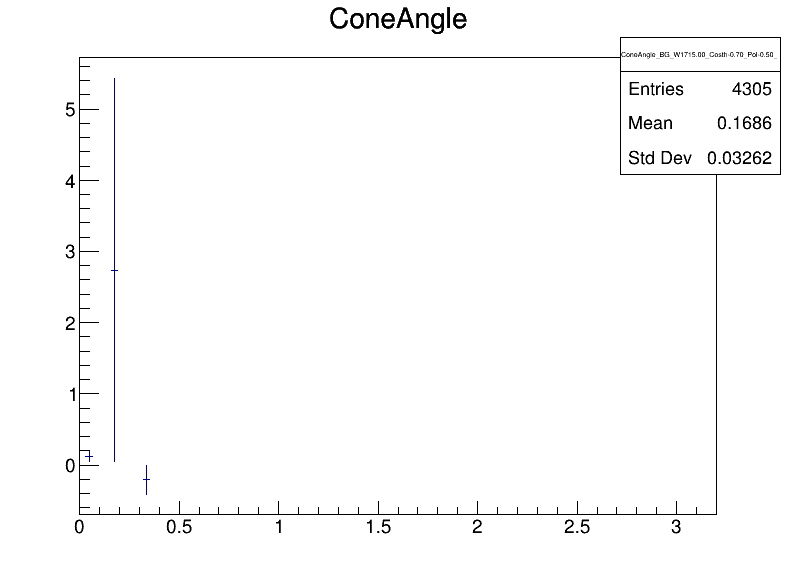 ConeAngle
ConeAngle_BG_W1715.00_Costh-0.70_Pol-0.50_
Entries 4305
Mean 0.1686
Std Dev 0.03262
5
4
3
2
1
0
0 0.5 1 1.5 2 2.5 3